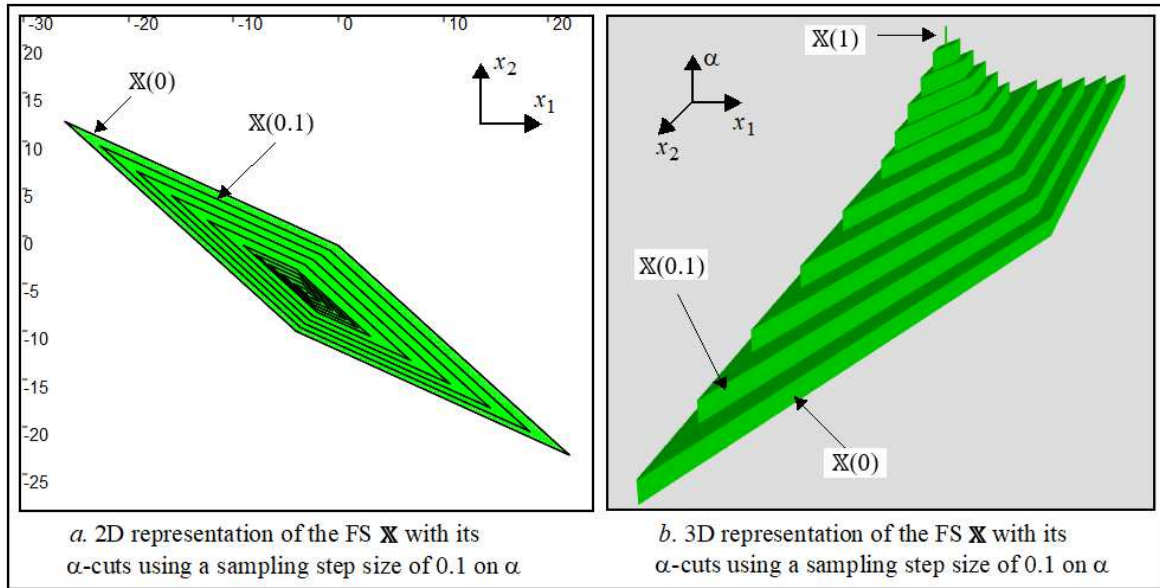 -30 -20 -10 0 10 20
20
15
10
5
0
-5
-10
-15
-20
-25
𝕏(0)
𝕏(0.1)
x₂
x₁
𝕏(1)
α
x₁
x₂
𝕏(0.1)
𝕏(0)
a. 2D representation of the FS 𝕏 with its
α-cuts using a sampling step size of 0.1 on α
b. 3D representation of the FS 𝕏 with its
α-cuts using a sampling step size of 0.1 on α